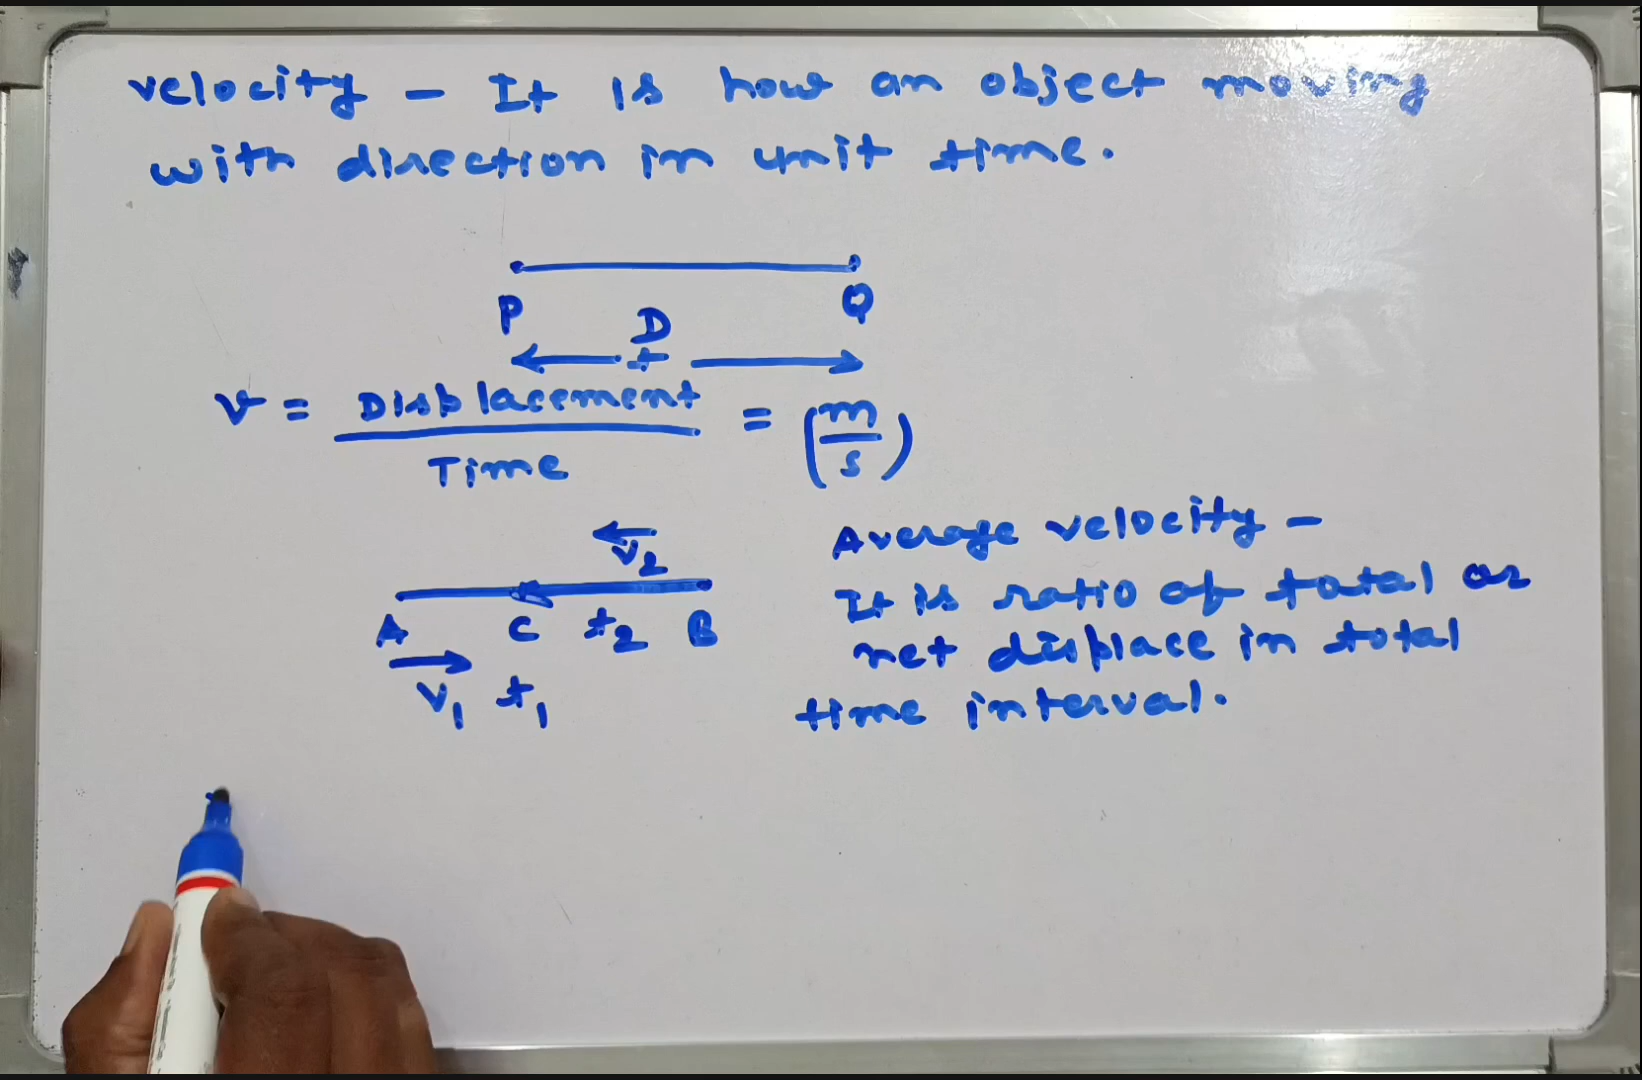 velocity - It is how an object moving
with direction in unit time.
P Q
D
t
v = Displacement / Time = (m/s)
v2
A C t2 B
v1 t1
Average velocity -
It is ratio of total or
net displace in total
time interval.